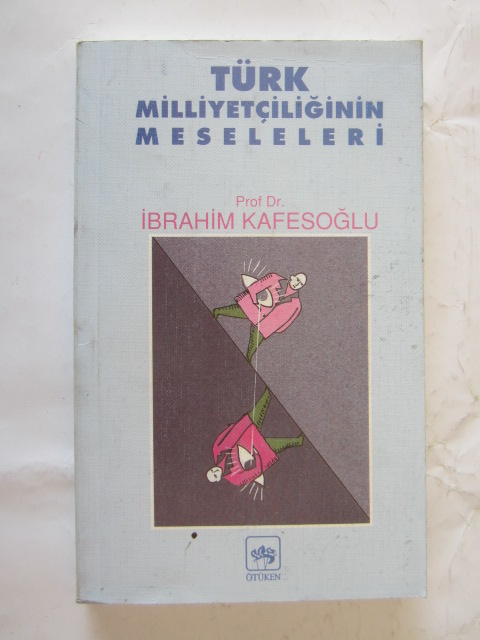 TÜRK
MİLLİYETÇİLİĞİNİN
MESELELERİ
Prof Dr.
İBRAHİM KAFESOĞLU
ÖTÜKEN